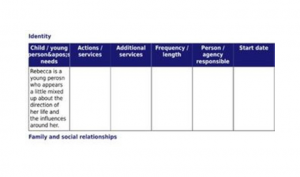 Identity
Child / young person&apos;s needs
Actions / services
Additional services
Frequency / length
Person / agency responsible
Start date
Rebecca is a
young perosn
who appears
a little mixed
up about the
direction of
her life and
the influences
around her.
Family and social relationships